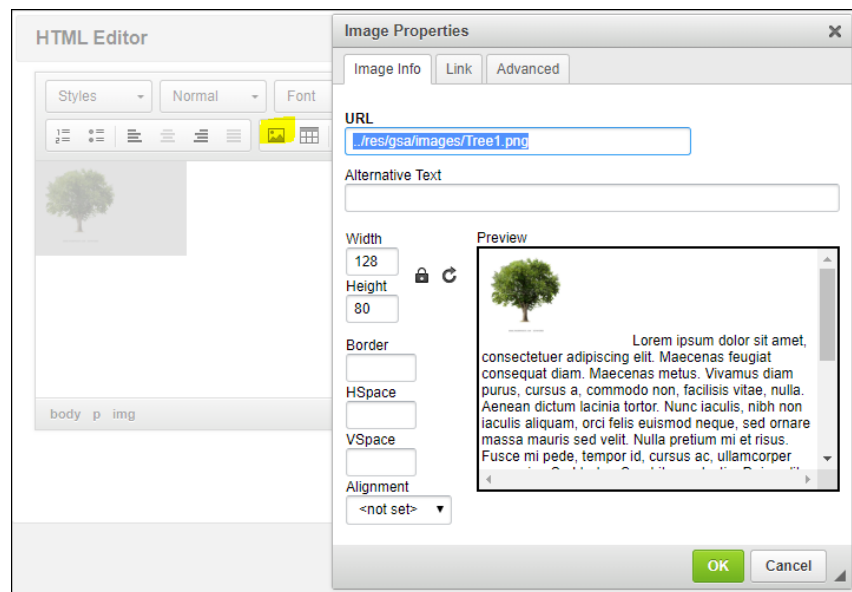 HTML Editor
Styles
Normal
Font
body p img
Image Properties
Image Info
Link
Advanced
URL
../res/gsa/images/Tree1.png
Alternative Text
Width
128
Height
80
Border
HSpace
VSpace
Alignment
<not set>
Preview
Lorem ipsum dolor sit amet,
consectetuer adipiscing elit. Maecenas feugiat
consequat diam. Maecenas metus. Vivamus diam
purus, cursus a, commodo non, facilisis vitae, nulla.
Aenean dictum lacinia tortor. Nunc iaculis, nibh non
iaculis aliquam, orci felis euismod neque, sed ornare
massa mauris sed velit. Nulla pretium mi et risus.
Fusce mi pede, tempor id, cursus ac, ullamcorper
OK
Cancel